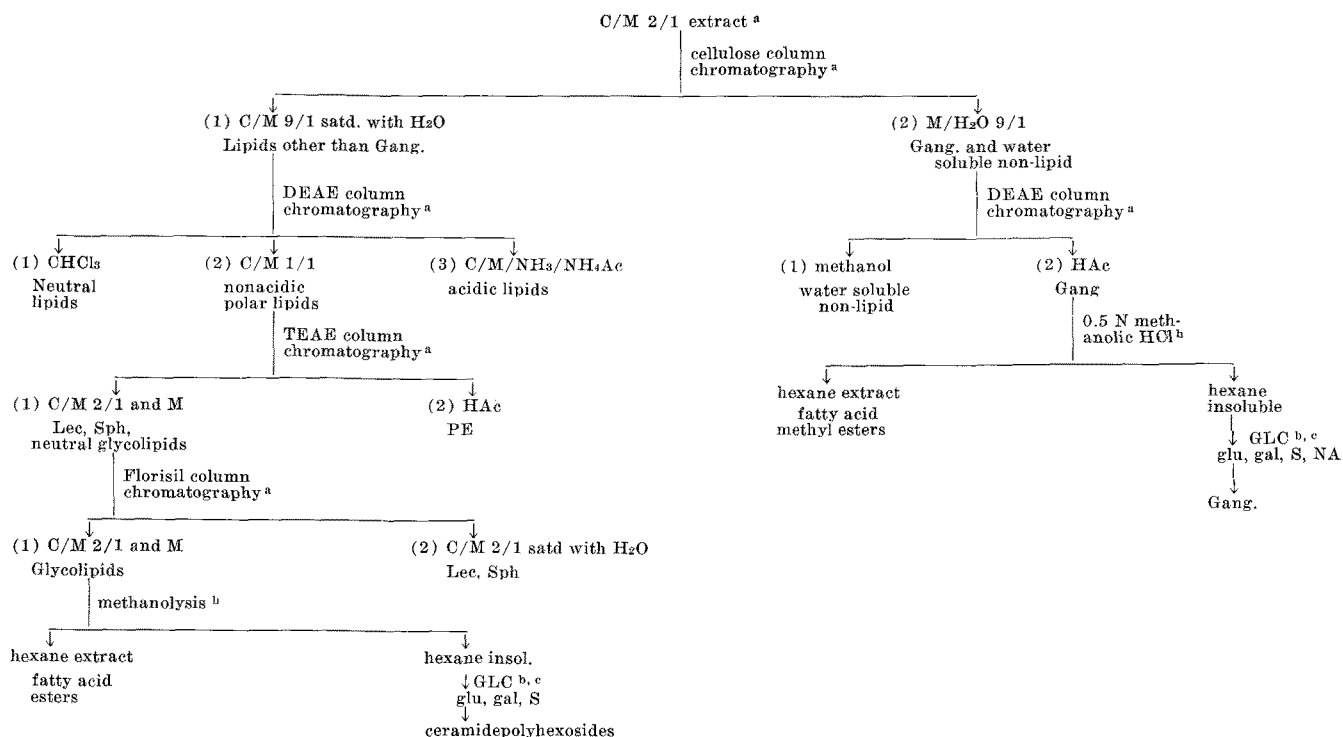 C/M 2/1 extract a
cellulose column
chromatography a
(1) C/M 9/1 satd. with H2O
(2) M/H2O 9/1
Lipids other than Gang.
Gang. and water
soluble non-lipid
DEAE column
chromatography a
DEAE column
chromatography a
(1) CHCl3
(2) C/M 1/1
(3) C/M/NH3/NH4Ac
(1) methanol
(2) HAc
Neutral
lipids
nonacidic
polar lipids
acidic lipids
water soluble
non-lipid
Gang
TEAE column
chromatography a
0.5 N meth-
anolic HCl b
(1) C/M 2/1 and M
(2) HAc
hexane extract
hexane
insoluble
Lec, Sph,
neutral glycolipids
PE
fatty acid
methyl esters
GLC b, c
glu, gal, S, NA
Florisil column
chromatography a
Gang.
(1) C/M 2/1 and M
(2) C/M 2/1 satd with H2O
Glycolipids
Lec, Sph
methanolysis b
hexane extract
hexane insol.
fatty acid
esters
GLC b, c
glu, gal, S
ceramidepolyhexosides